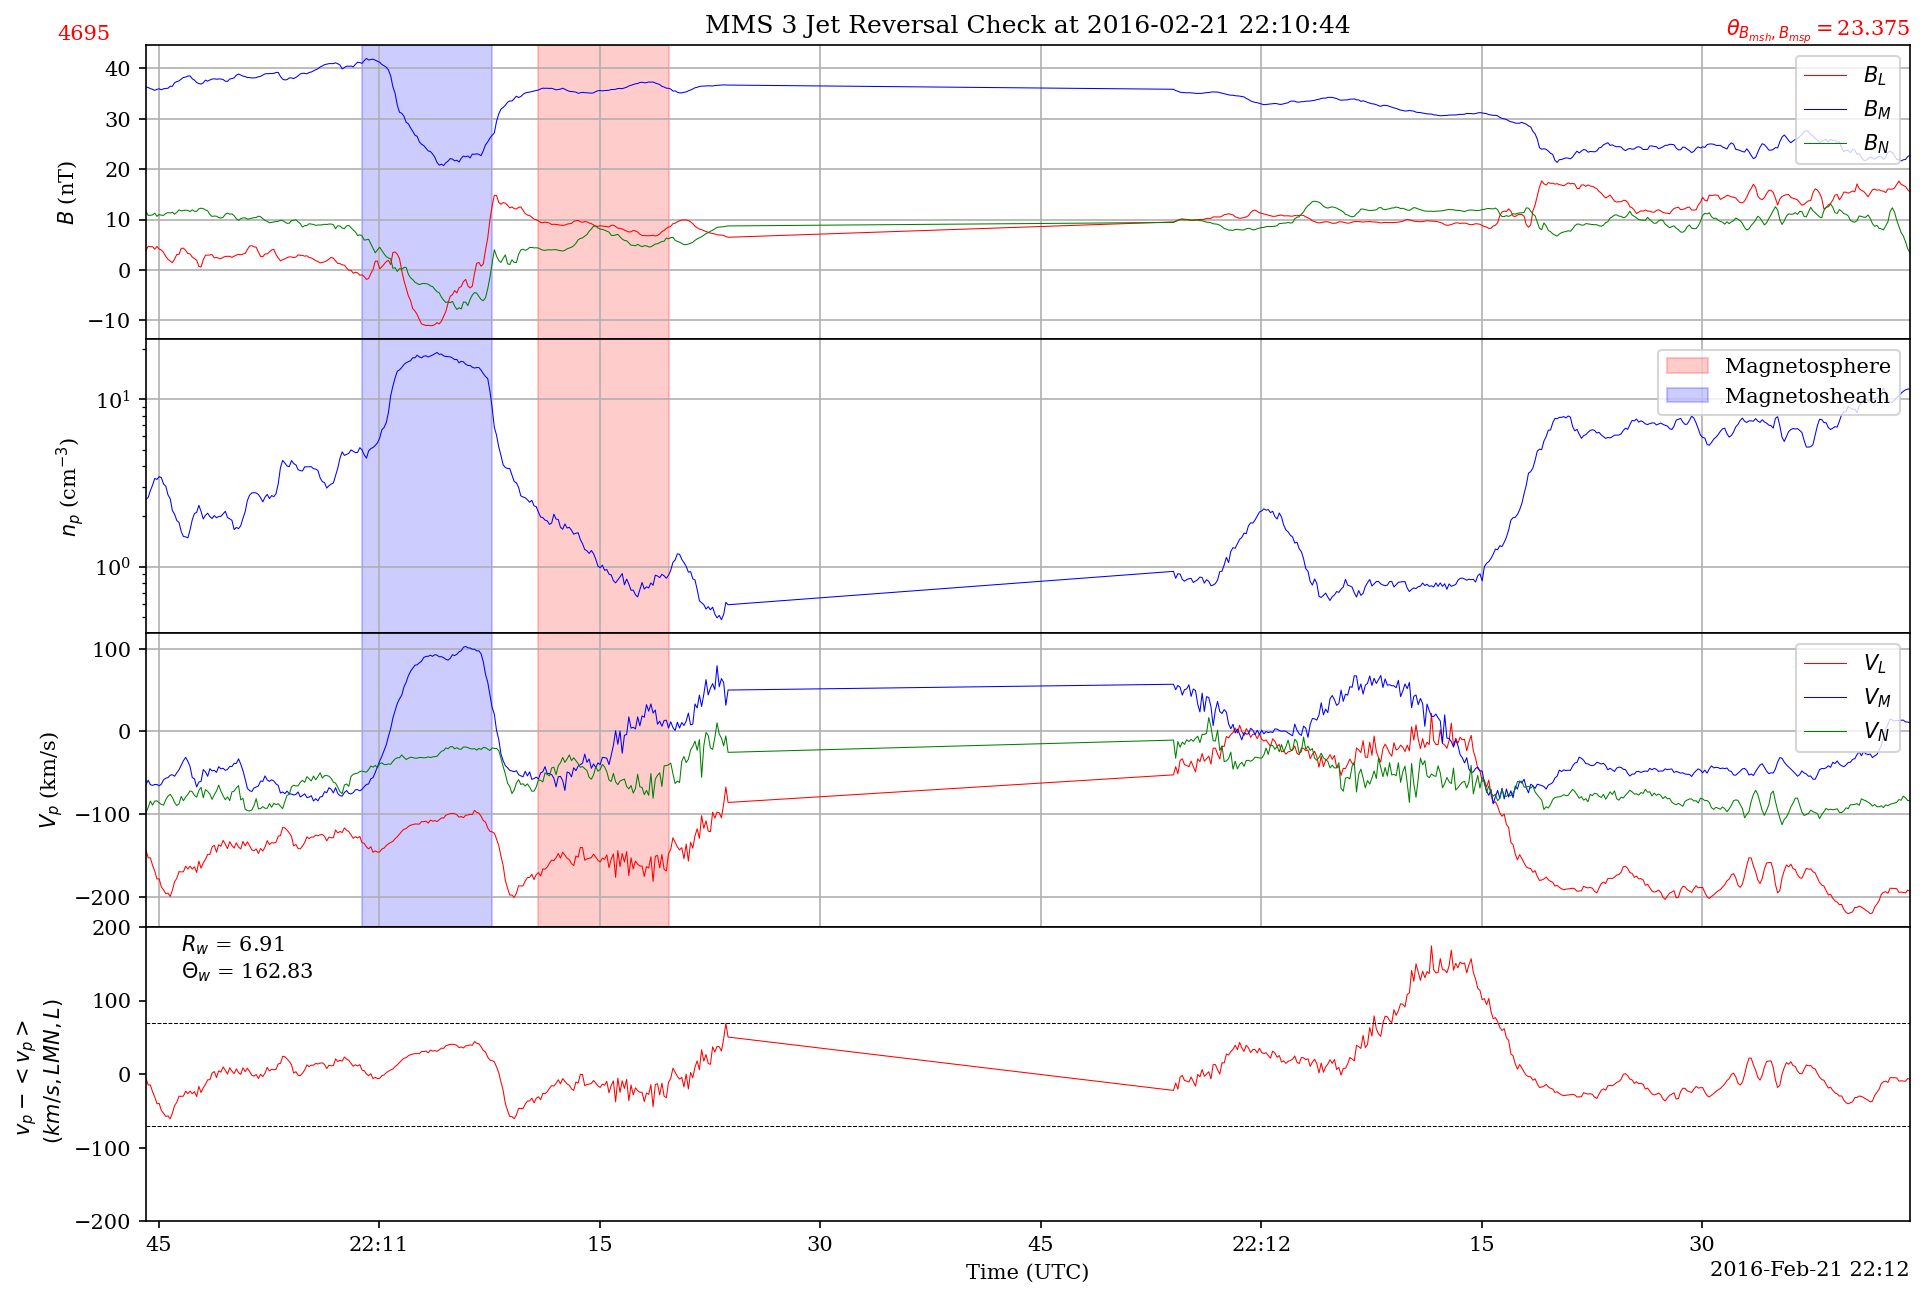 MMS 3 Jet Reversal Check at 2016-02-21 22:10:44
4695
θ_{B_{msh}, B_{msp}} = 23.375
B (nT)
40
30
20
10
0
−10
B_L
B_M
B_N
n_p (cm^{−3})
10^1
10^0
Magnetosphere
Magnetosheath
V_p (km/s)
100
0
−100
−200
V_L
V_M
V_N
v_p − < v_p >
(km/s, LMN, L)
200
100
0
−100
−200
R_w = 6.91
Θ_w = 162.83
45
22:11
15
30
45
22:12
15
30
Time (UTC)
2016-Feb-21 22:12